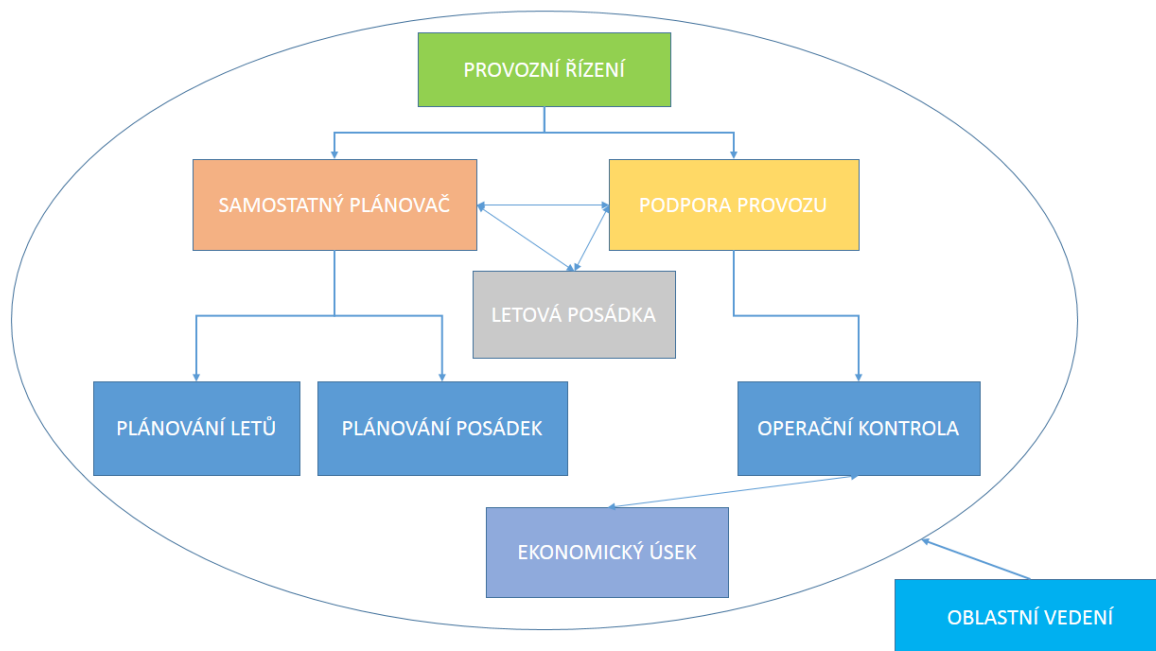 PROVOZNÍ ŘÍZENÍ
SAMOSTATNÝ PLÁNOVAČ
PODPORA PROVOZU
LETOVÁ POSÁDKA
PLÁNOVÁNÍ LETŮ
PLÁNOVÁNÍ POSÁDEK
OPERAČNÍ KONTROLA
EKONOMICKÝ ÚSEK
OBLASTNÍ VEDENÍ